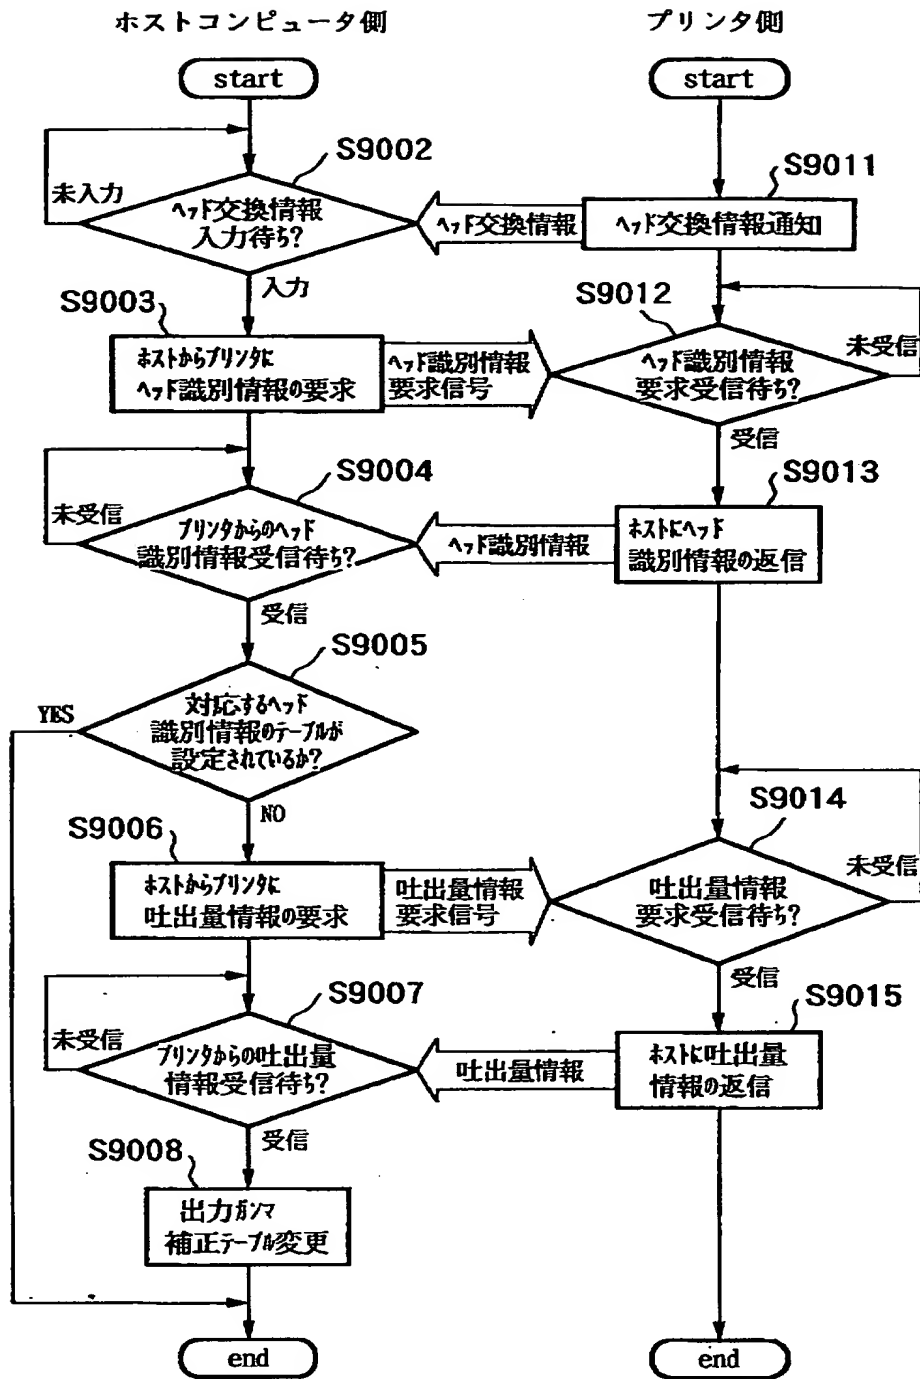 ホストコンピュータ側
プリンタ側
start
start
S9002
S9011
未入力
ヘッド交換情報
入力待ち?
ヘッド交換情報
ヘッド交換情報通知
入力
S9003
S9012
ホストからプリンタに
ヘッド識別情報の要求
ヘッド識別情報
要求信号
ヘッド識別情報
要求受信待ち?
未受信
受信
S9004
S9013
未受信
プリンタからのヘッド
識別情報受信待ち?
ヘッド識別情報
ホストにヘッド
識別情報の返信
受信
S9005
YES
対応するヘッド
識別情報のテーブルが
設定されているか?
NO
S9006
S9014
ホストからプリンタに
吐出量情報の要求
吐出量情報
要求信号
吐出量情報
要求受信待ち?
未受信
受信
S9007
S9015
未受信
プリンタからの吐出量
情報受信待ち?
吐出量情報
ホストに吐出量
情報の返信
受信
S9008
出力ガンマ
補正テーブル変更
end
end